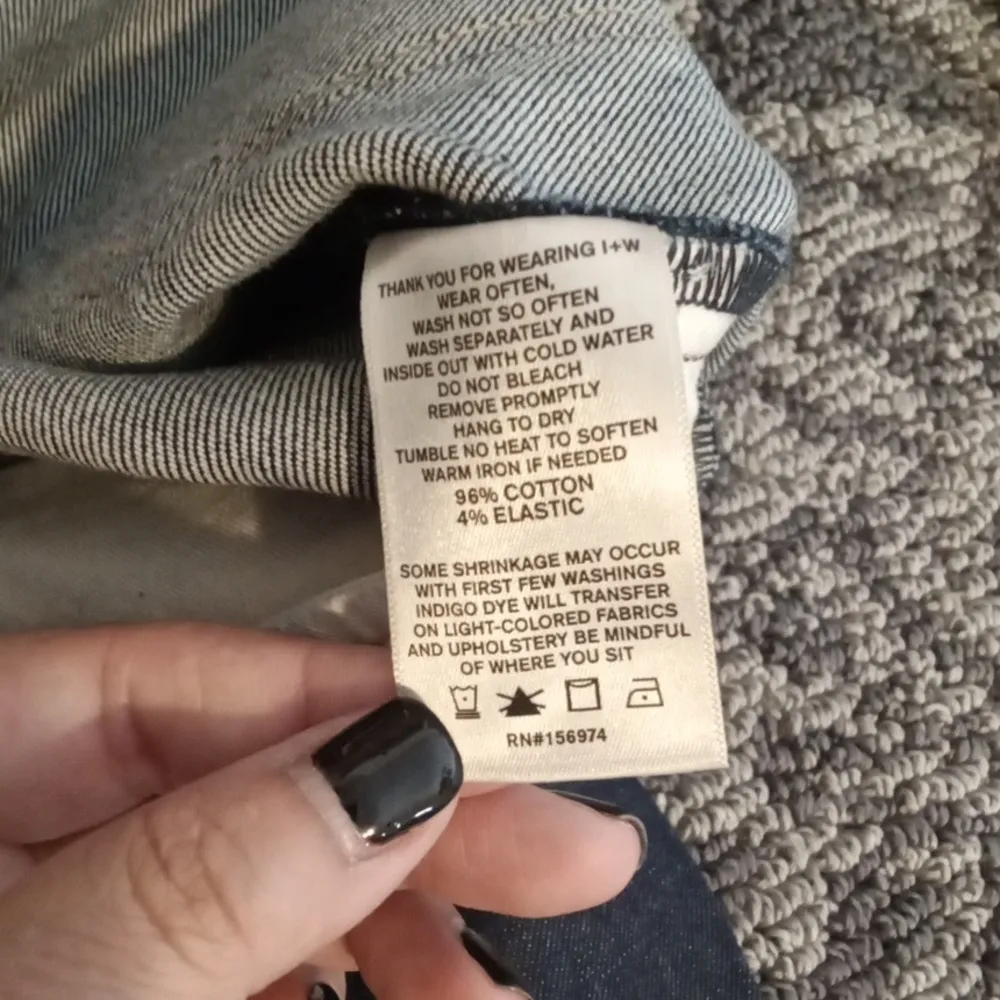 THANK YOU FOR WEARING I+W
WEAR OFTEN,
WASH NOT SO OFTEN
WASH SEPARATELY AND
INSIDE OUT WITH COLD WATER
DO NOT BLEACH
REMOVE PROMPTLY
HANG TO DRY
TUMBLE NO HEAT TO SOFTEN
WARM IRON IF NEEDED
96% COTTON
4% ELASTIC
SOME SHRINKAGE MAY OCCUR
WITH FIRST FEW WASHINGS
INDIGO DYE WILL TRANSFER
ON LIGHT-COLORED FABRICS
AND UPHOLSTERY BE MINDFUL
OF WHERE YOU SIT
RN#156974